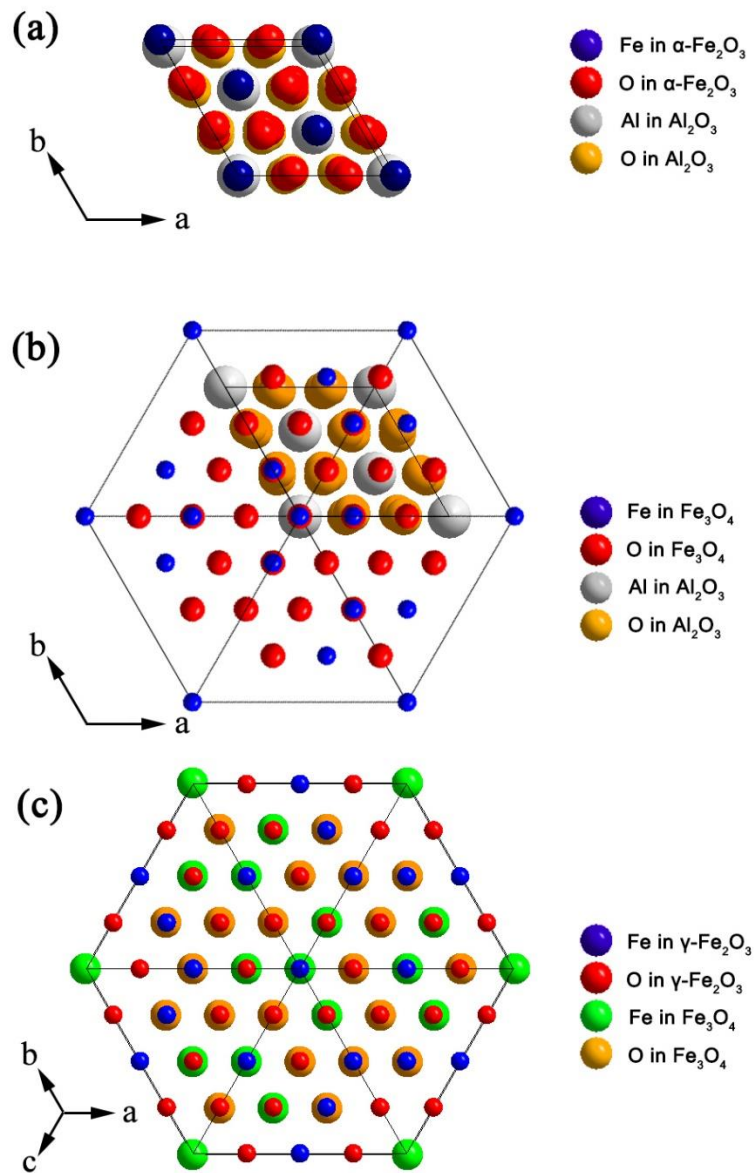 (a)
Fe in α-Fe₂O₃
O in α-Fe₂O₃
Al in Al₂O₃
O in Al₂O₃
b
a
(b)
Fe in Fe₃O₄
O in Fe₃O₄
Al in Al₂O₃
O in Al₂O₃
b
a
(c)
Fe in γ-Fe₂O₃
O in γ-Fe₂O₃
Fe in Fe₃O₄
O in Fe₃O₄
b
a
c